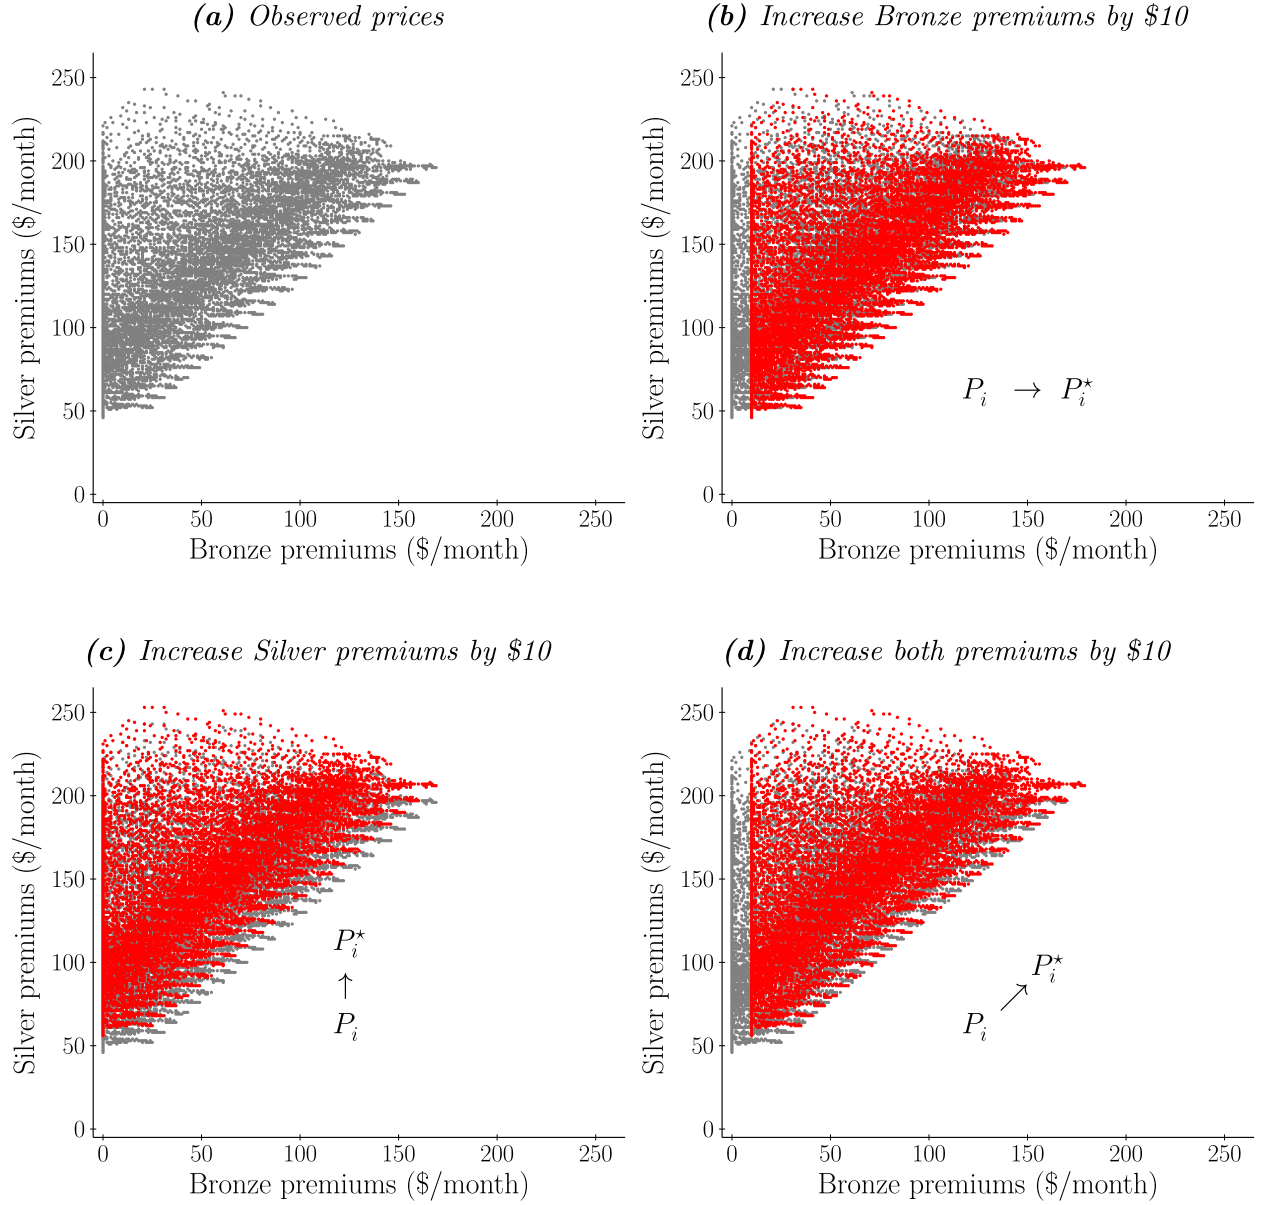 (a) Observed prices
250
200
150
100
50
0
Silver premiums ($/month)
0 50 100 150 200 250
Bronze premiums ($/month)
(b) Increase Bronze premiums by $10
250
200
150
100
50
0
Silver premiums ($/month)
P_i → P_i^⋆
0 50 100 150 200 250
Bronze premiums ($/month)
(c) Increase Silver premiums by $10
250
200
150
100
50
0
Silver premiums ($/month)
P_i^⋆
↑
P_i
0 50 100 150 200 250
Bronze premiums ($/month)
(d) Increase both premiums by $10
250
200
150
100
50
0
Silver premiums ($/month)
P_i^⋆
↗
P_i
0 50 100 150 200 250
Bronze premiums ($/month)